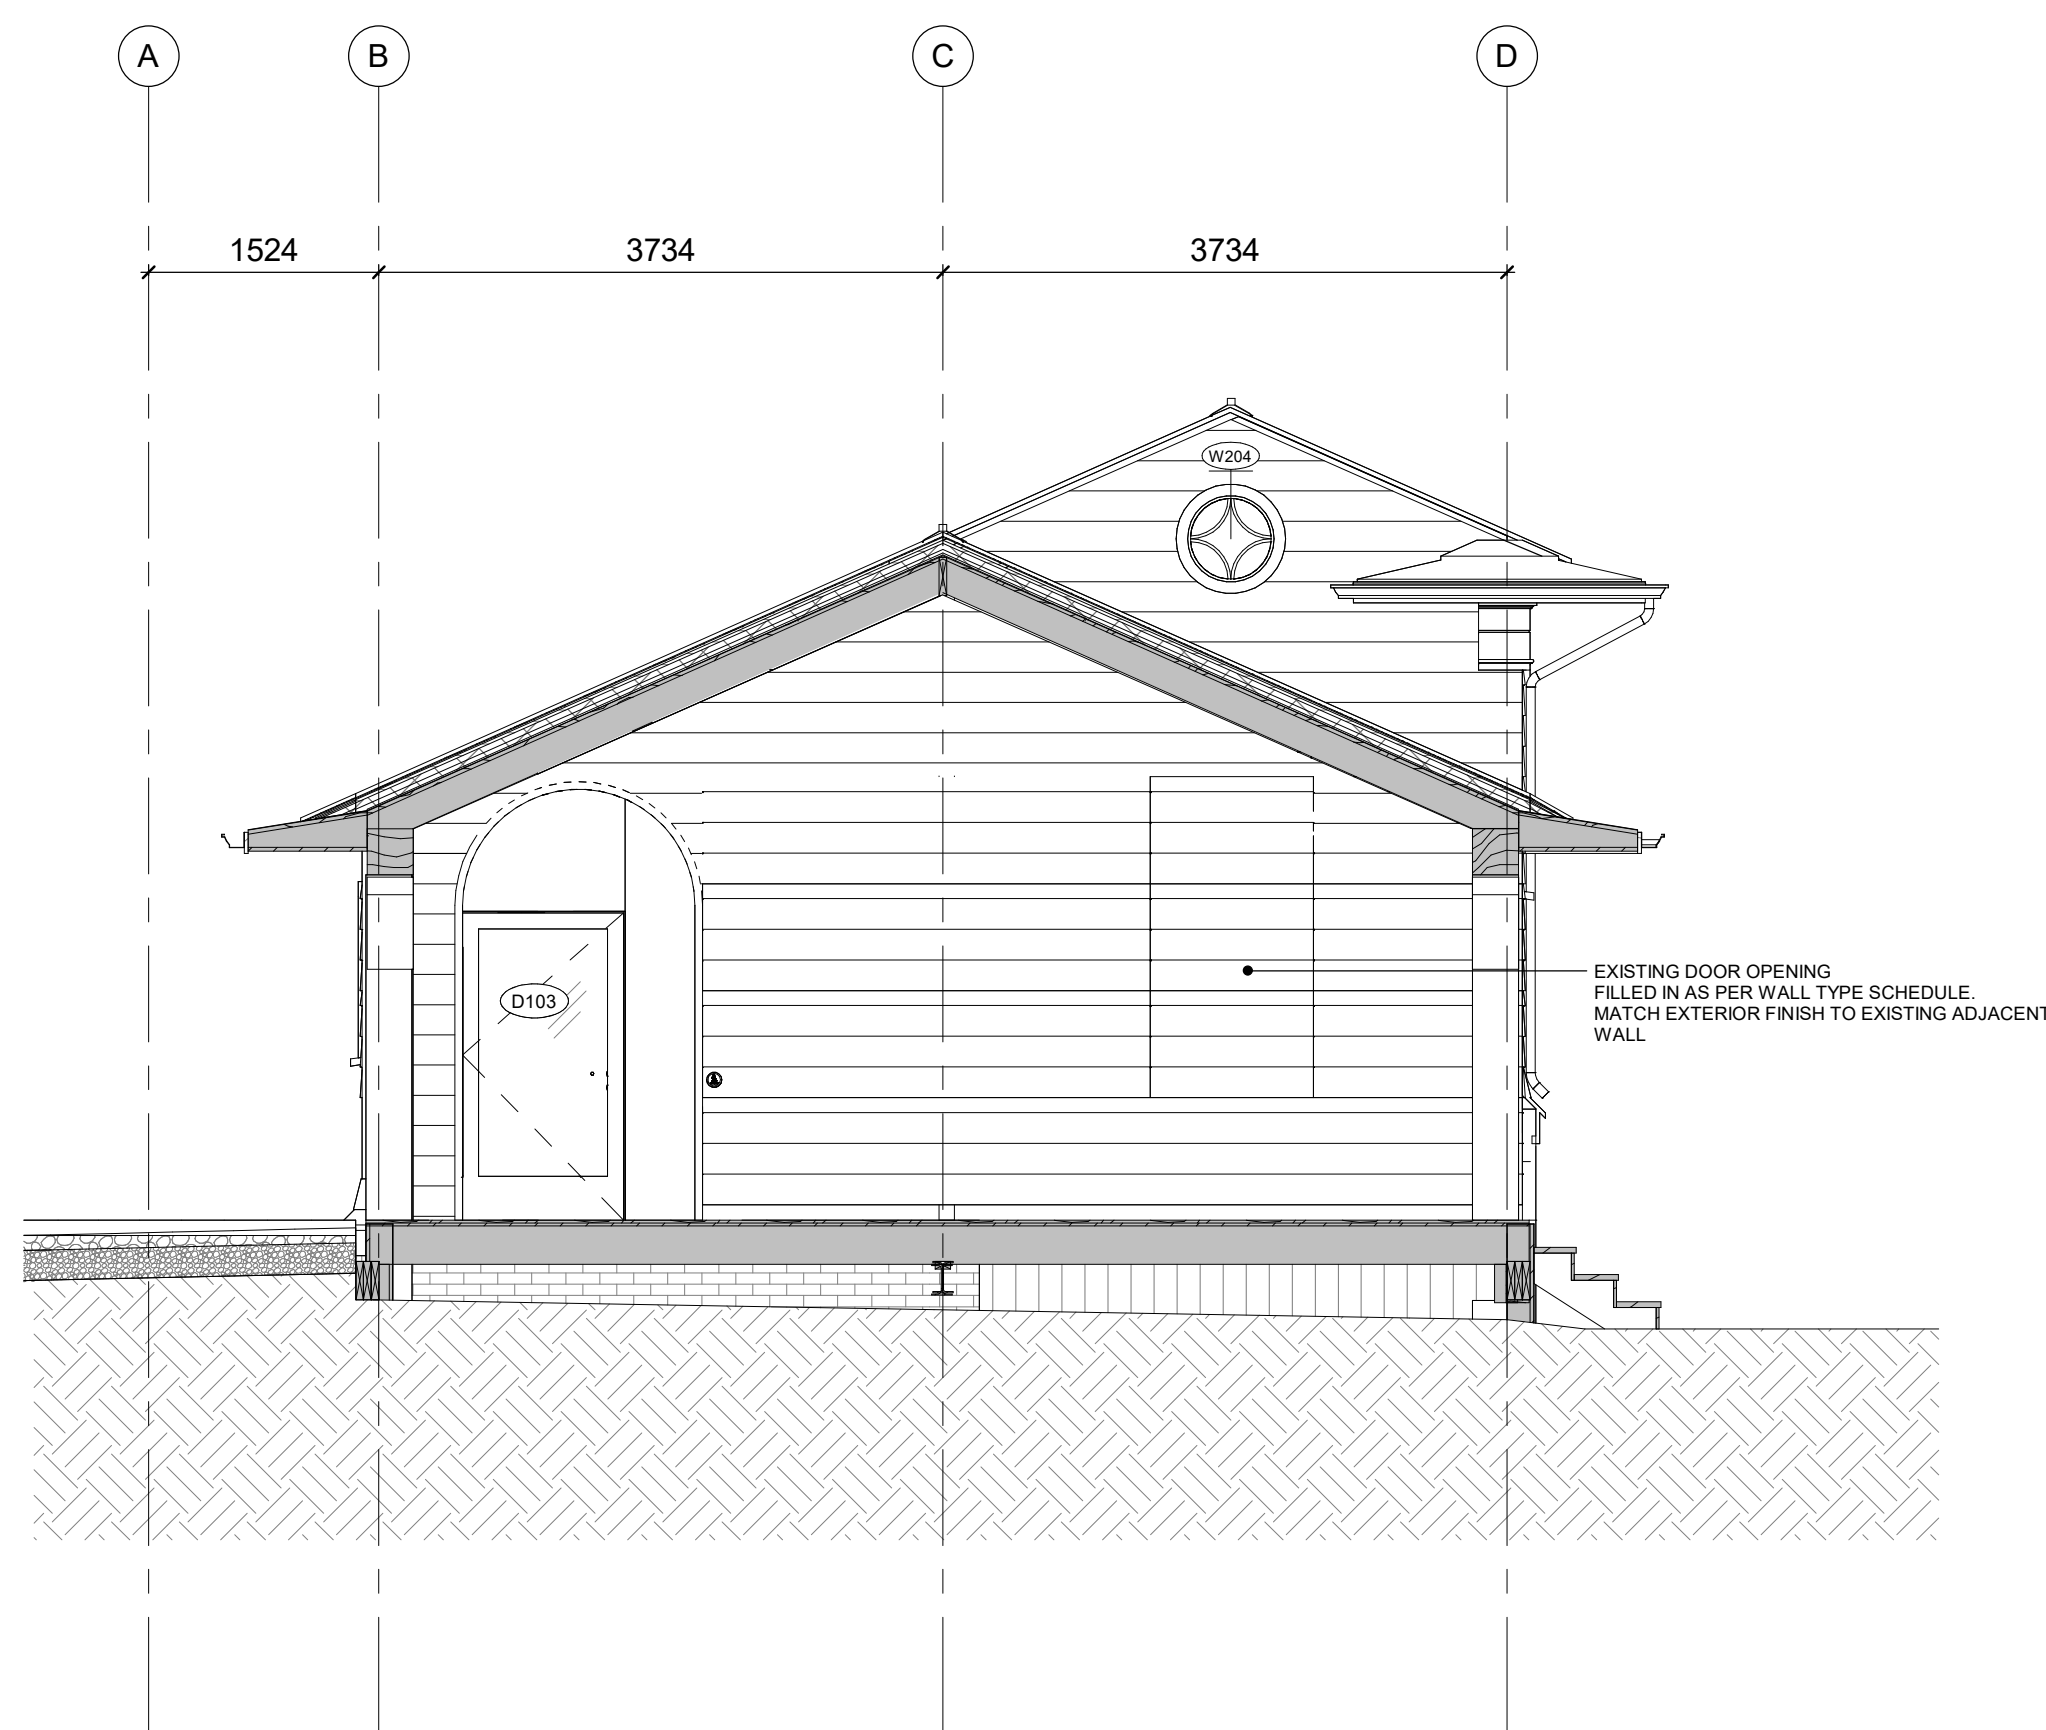 A B C D
1524 3734 3734
W204
D103
EXISTING DOOR OPENING
FILLED IN AS PER WALL TYPE SCHEDULE.
MATCH EXTERIOR FINISH TO EXISTING ADJACENT
WALL